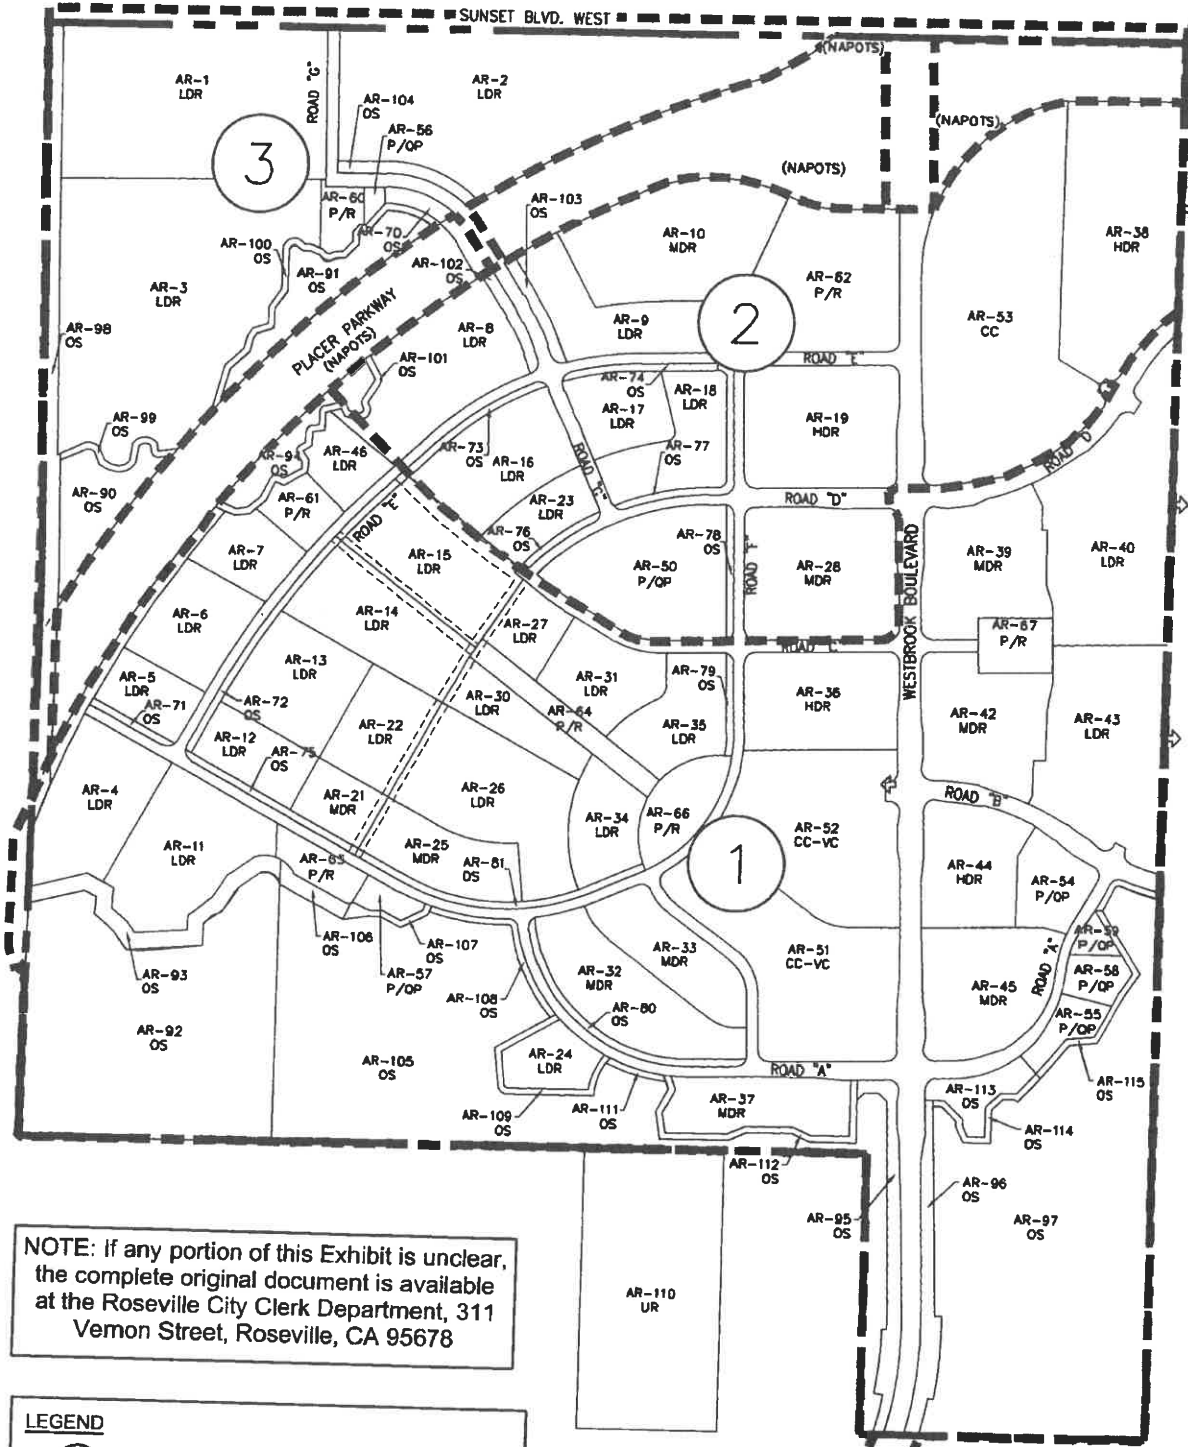 SUNSET BLVD. WEST
(NAPOTS)
AR-1
LDR
ROAD "G"
AR-2
LDR
AR-104
OS
AR-56
P/QP
(NAPOTS)
(NAPOTS)
3
AR-60
P/R
AR-103
OS
AR-70
OS
AR-10
MDR
AR-38
HDR
AR-100
OS
AR-91
OS
AR-102
OS
AR-62
P/R
AR-3
LDR
PLACER PARKWAY
(NAPOTS)
AR-98
OS
AR-8
LDR
AR-9
LDR
2
AR-53
CC
AR-101
OS
ROAD "E"
AR-74
OS
AR-18
LDR
AR-17
LDR
AR-19
HDR
AR-99
OS
AR-94
OS
AR-46
LDR
AR-73
OS
AR-16
LDR
ROAD "G"
AR-77
OS
ROAD "D"
AR-90
OS
AR-61
P/R
ROAD "E"
AR-23
LDR
ROAD "D"
AR-76
OS
AR-78
OS
AR-7
LDR
AR-15
LDR
AR-50
P/QP
ROAD "F"
AR-28
MDR
WESTBROOK BOULEVARD
AR-39
MDR
AR-40
LDR
AR-6
LDR
AR-14
LDR
AR-27
LDR
AR-67
P/R
ROAD "C"
AR-13
LDR
AR-5
LDR
AR-71
OS
AR-72
OS
AR-30
LDR
AR-31
LDR
AR-79
OS
AR-36
HDR
AR-64
P/R
AR-35
LDR
AR-42
MDR
AR-43
LDR
AR-22
LDR
AR-12
LDR
AR-75
OS
AR-4
LDR
AR-21
MDR
AR-26
LDR
ROAD "B"
AR-34
LDR
AR-66
P/R
AR-52
CC-VC
AR-11
LDR
AR-25
MDR
AR-63
P/R
AR-81
OS
1
AR-44
HDR
AR-54
P/QP
AR-106
OS
AR-107
OS
AR-57
P/QP
AR-93
OS
AR-33
MDR
AR-51
CC-VC
AR-59
P/QP
AR-32
MDR
AR-58
P/QP
AR-45
MDR
ROAD "A"
AR-108
OS
AR-80
OS
AR-55
P/QP
AR-92
OS
AR-105
OS
AR-24
LDR
ROAD "A"
AR-113
OS
AR-115
OS
AR-109
OS
AR-111
OS
AR-37
MDR
AR-114
OS
AR-112
OS
AR-95
OS
AR-96
OS
AR-97
OS
AR-110
UR
NOTE: If any portion of this Exhibit is unclear,
the complete original document is available
at the Roseville City Clerk Department, 311
Vernon Street, Roseville, CA 95678
LEGEND